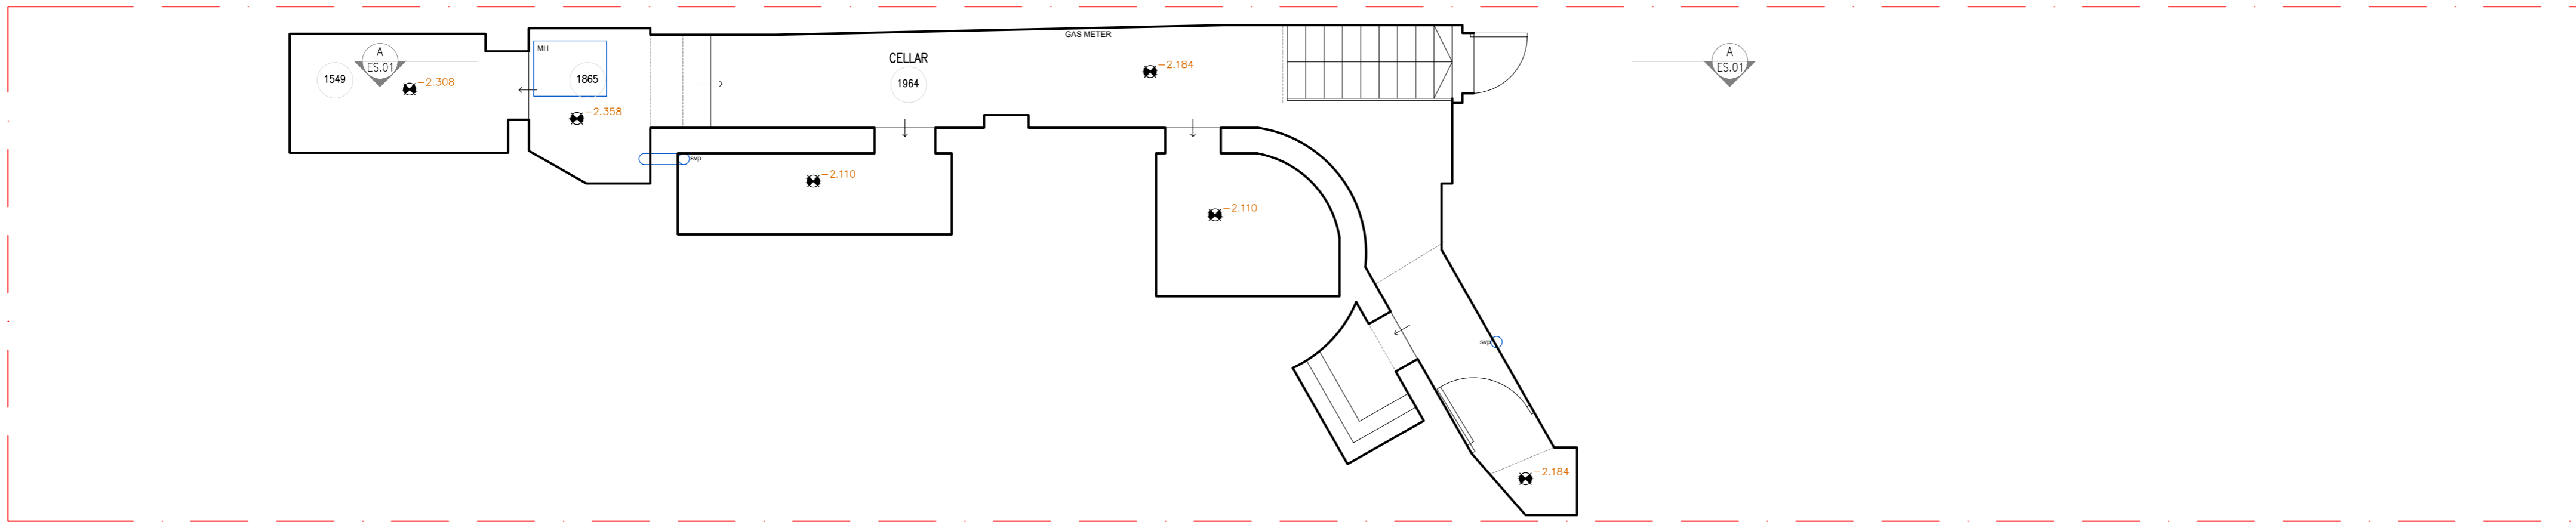 GAS METER
MH
A
ES.01
A
ES.01
CELLAR
1549
1865
1964
-2.184
-2.308
-2.358
svp
-2.110
-2.110
svp
-2.184